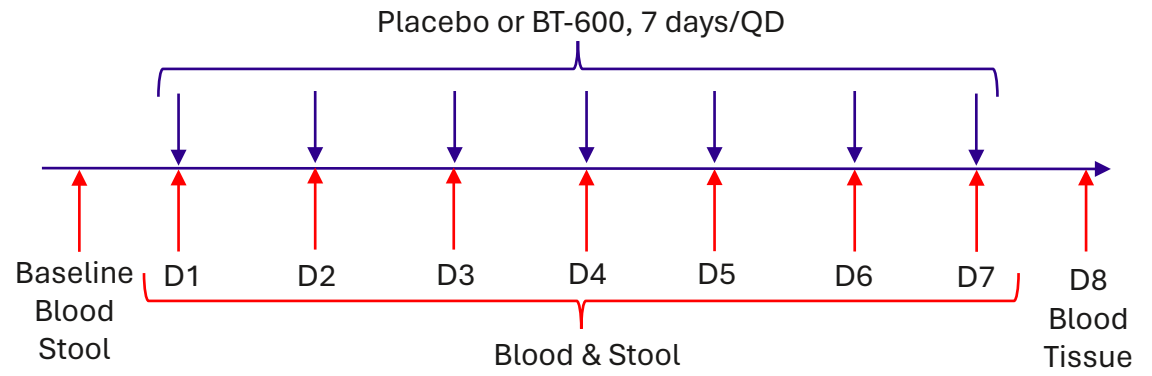 Placebo or BT-600, 7 days/QD
Baseline
Blood
Stool
D1
D2
D3
D4
D5
D6
D7
D8
Blood
Tissue
Blood & Stool